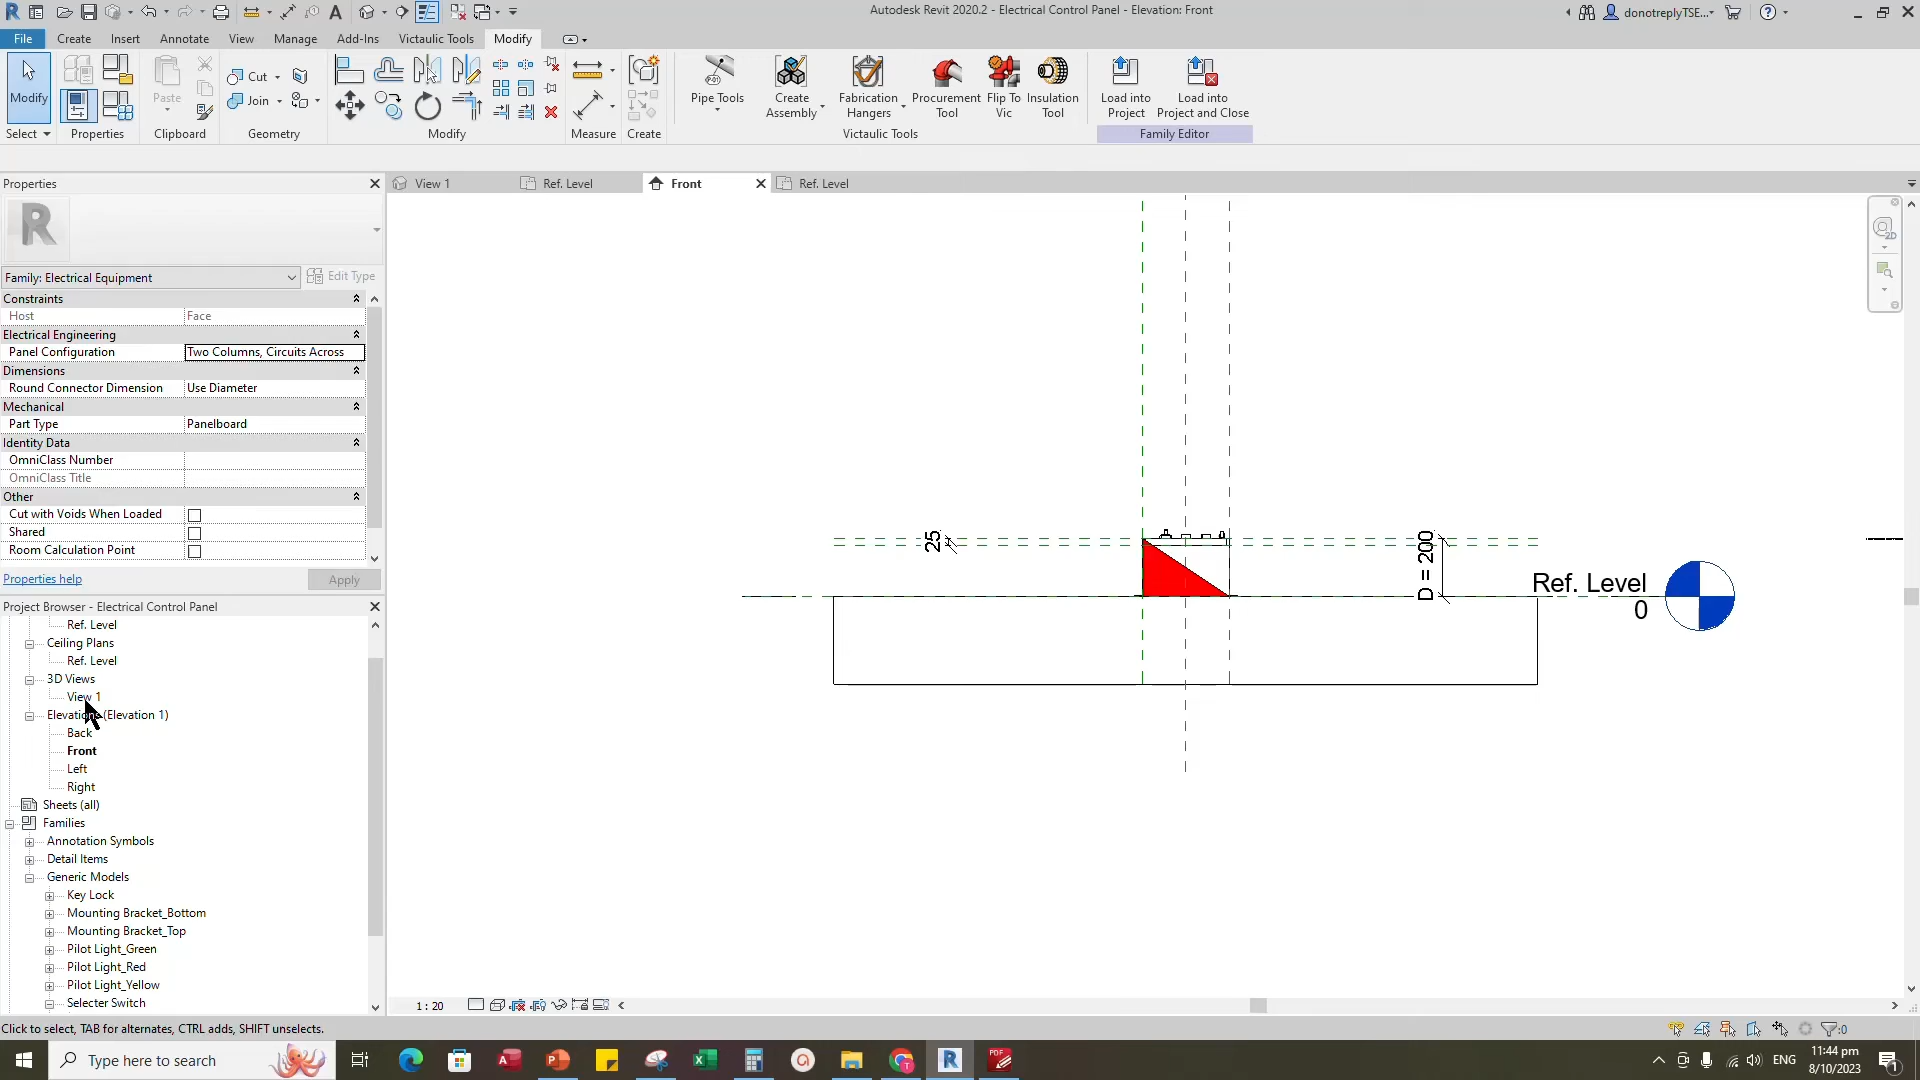 Autodesk Revit 2020.2 - Electrical Control Panel - Elevation: Front
donotreplyTSE...
File
Create
Insert
Annotate
View
Manage
Add-Ins
Victaulic Tools
Modify
Modify
Select
Properties
Paste
Clipboard
Cut
Join
Geometry
Modify
Measure
Create
Pipe Tools
Create
Assembly
Fabrication
Hangers
Procurement
Tool
Flip To
Vic
Insulation
Tool
Victaulic Tools
Load into
Project
Load into
Project and Close
Family Editor
Properties
View 1
Ref. Level
Front
Ref. Level
Family: Electrical Equipment
Edit Type
Constraints
Host Face
Electrical Engineering
Panel Configuration Two Columns, Circuits Across
Dimensions
Round Connector Dimension Use Diameter
Mechanical
Part Type Panelboard
Identity Data
OmniClass Number
OmniClass Title
Other
Cut with Voids When Loaded
Shared
Room Calculation Point
Properties help
Apply
Project Browser - Electrical Control Panel
Ref. Level
Ceiling Plans
Ref. Level
3D Views
View 1
Elevations (Elevation 1)
Back
Front
Left
Right
Sheets (all)
Families
Annotation Symbols
Detail Items
Generic Models
Key Lock
Mounting Bracket_Bottom
Mounting Bracket_Top
Pilot Light_Green
Pilot Light_Red
Pilot Light_Yellow
Selecter Switch
25
D = 200
Ref. Level
0
1 : 20
Click to select, TAB for alternates, CTRL adds, SHIFT unselects.
:0
Type here to search
ENG
11:44 pm
8/10/2023